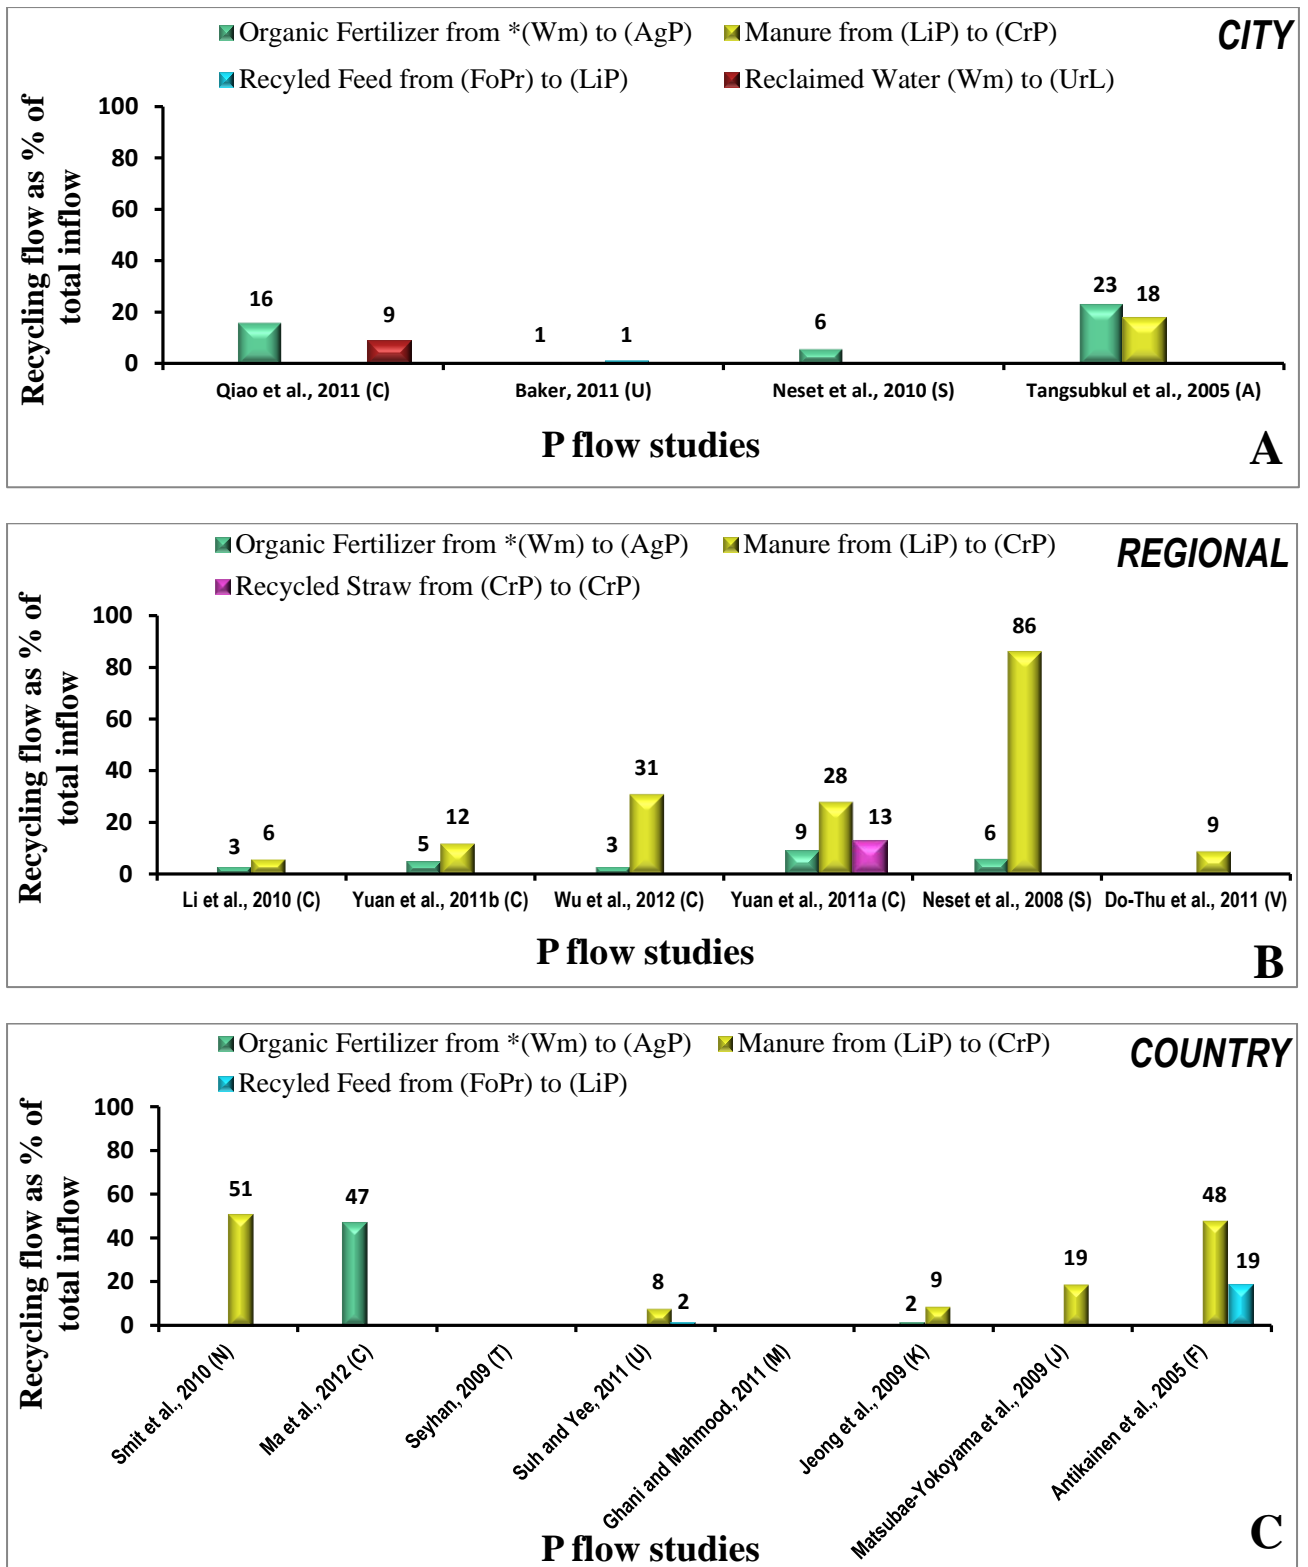 Organic Fertilizer from *(Wm) to (AgP)
Manure from (LiP) to (CrP)
CITY
Recyled Feed from (FoPr) to (LiP)
Reclaimed Water (Wm) to (UrL)
Recycling flow as % of
total inflow
100
80
60
40
20
0
16
9
1
1
6
23
18
Qiao et al., 2011 (C)
Baker, 2011 (U)
Neset et al., 2010 (S)
Tangsubkul et al., 2005 (A)
P flow studies
A
Organic Fertilizer from *(Wm) to (AgP)
Manure from (LiP) to (CrP)
REGIONAL
Recycled Straw from (CrP) to (CrP)
Recycling flow as % of
total inflow
100
80
60
40
20
0
3
6
5
12
3
31
9
28
13
6
86
9
Li et al., 2010 (C)
Yuan et al., 2011b (C)
Wu et al., 2012 (C)
Yuan et al., 2011a (C)
Neset et al., 2008 (S)
Do-Thu et al., 2011 (V)
P flow studies
B
Organic Fertilizer from *(Wm) to (AgP)
Manure from (LiP) to (CrP)
COUNTRY
Recyled Feed from (FoPr) to (LiP)
Recycling flow as % of
total inflow
100
80
60
40
20
0
51
47
8
2
2
9
19
48
19
Smit et al., 2010 (N)
Ma et al., 2012 (C)
Seyhan, 2009 (T)
Suh and Yee, 2011 (U)
Ghani and Mahmood, 2011 (M)
Jeong et al., 2009 (K)
Matsubae-Yokoyama et al., 2009 (J)
Antikainen et al., 2005 (F)
P flow studies
C